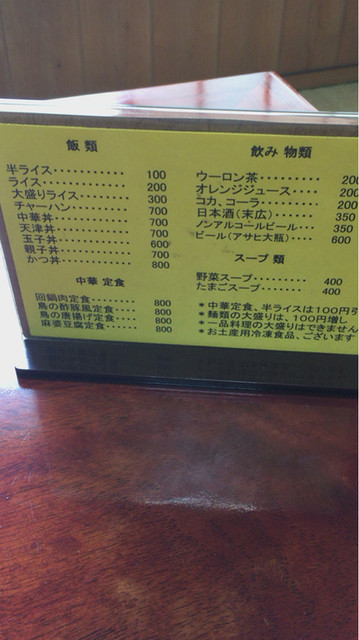 飯 類
半ライス・・・・・・・・・・・ 100
ライス・・・・・・・・・・・・・ 200
大盛りライス・・・・・・・・ 300
チャーハン・・・・・・・・・ 700
中華丼・・・・・・・・・・・・ 700
天津丼・・・・・・・・・・・・ 700
玉子丼・・・・・・・・・・・・ 600
親子丼・・・・・・・・・・・・ 700
かつ丼・・・・・・・・・・・・ 800
中華 定食
回鍋肉定食・・・・・・・・ 800
鳥の酢豚風定食・・・・ 800
鳥の唐揚げ定食・・・・ 800
麻婆豆腐定食・・・・・・ 800
飲み 物類
ウーロン茶・・・・・・・・・・ 200
オレンジジュース・・・・・ 200
コカ、コーラ・・・・・・・・・ 200
日本酒（末広）・・・・・・・ 350
ノンアルコールビール・・・ 350
ビール（アサヒ大瓶）・・・ 600
スープ 類
野菜スープ・・・・・・・・ 400
たまごスープ・・・・・・・ 400
＊中華定食、半ライスは100円引
＊麺類の大盛りは、100円増し
＊一品料理の大盛りはできません
＊お土産用冷凍食品、ございます